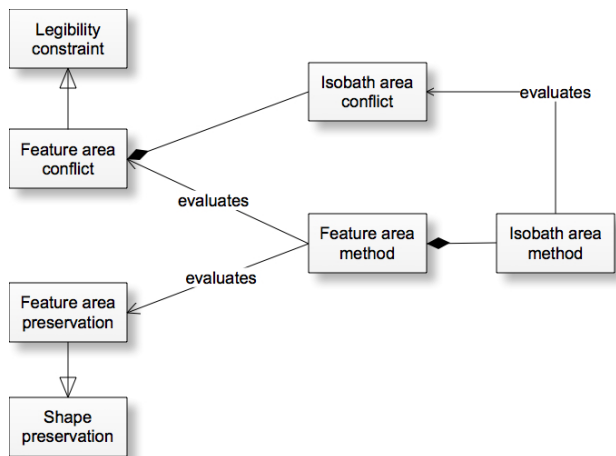 Legibility
constraint
Isobath area
conflict
evaluates
Feature area
conflict
evaluates
Feature area
method
Isobath area
method
evaluates
Feature area
preservation
Shape
preservation